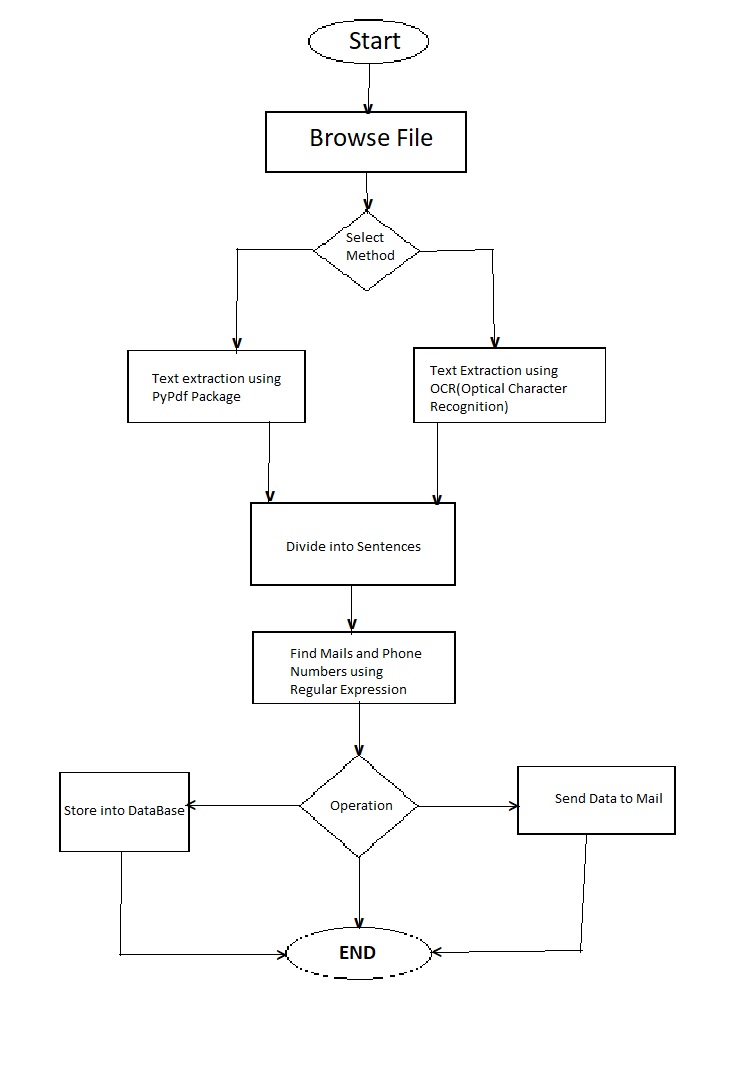 Start
Browse File
Select
Method
Text extraction using
PyPdf Package
Text Extraction using
OCR(Optical Character
Recognition)
Divide into Sentences
Find Mails and Phone
Numbers using
Regular Expression
Store into DataBase
Operation
Send Data to Mail
END